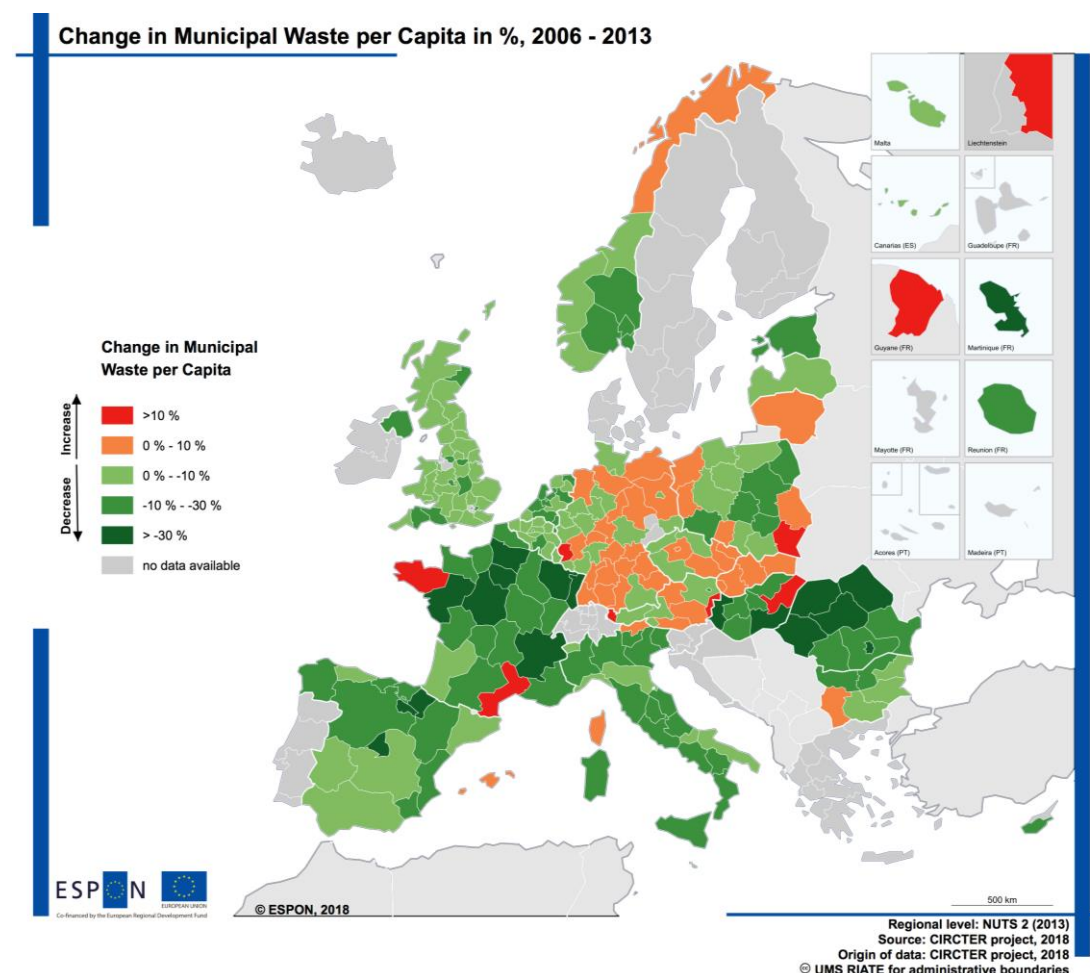 Change in Municipal Waste per Capita in %, 2006 - 2013
Malta
Liechtenstein
Canarias (ES)
Guadeloupe (FR)
Guyane (FR)
Martinique (FR)
Mayotte (FR)
Reunion (FR)
Acores (PT)
Madeira (PT)
Change in Municipal
Waste per Capita
Increase
Decrease
>10 %
0 % - 10 %
0 % - -10 %
-10 % - -30 %
> -30 %
no data available
ESPON
EUROPEAN UNION
Co-financed by the European Regional Development Fund
© ESPON, 2018
500 km
Regional level: NUTS 2 (2013)
Source: CIRCTER project, 2018
Origin of data: CIRCTER project, 2018
© UMS RIATE for administrative boundaries